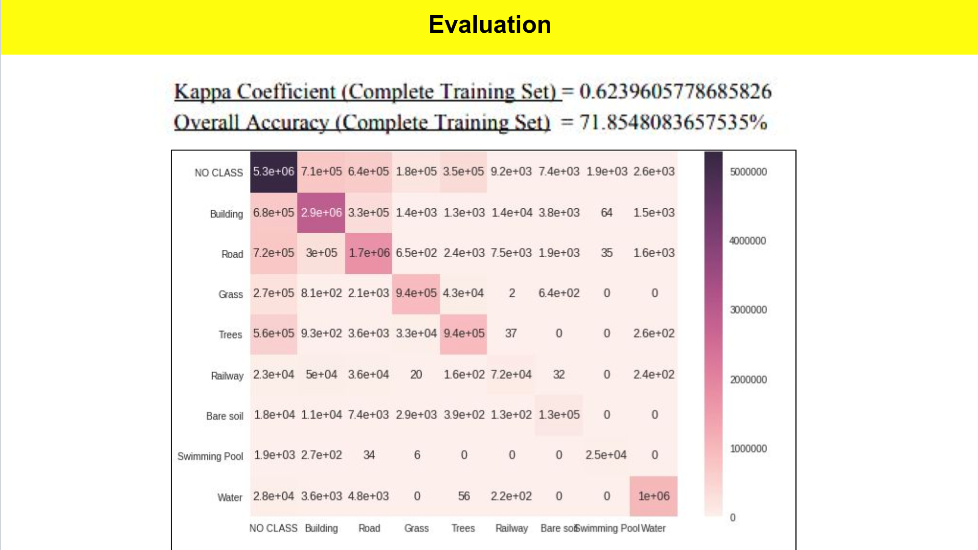 Evaluation
Kappa Coefficient (Complete Training Set) = 0.6239605778685826
Overall Accuracy (Complete Training Set) = 71.8548083657535%
NO CLASS 5.3e+06 7.1e+05 6.4e+05 1.8e+05 3.5e+05 9.2e+03 7.4e+03 1.9e+03 2.6e+03
Building 6.8e+05 2.9e+06 3.3e+05 1.4e+03 1.3e+03 1.4e+04 3.8e+03 64 1.5e+03
Road 7.2e+05 3e+05 1.7e+06 6.5e+02 2.4e+03 7.5e+03 1.9e+03 35 1.6e+03
Grass 2.7e+05 8.1e+02 2.1e+03 9.4e+05 4.3e+04 2 6.4e+02 0 0
Trees 5.6e+05 9.3e+02 3.6e+03 3.3e+04 9.4e+05 37 0 0 2.6e+02
Railway 2.3e+04 5e+04 3.6e+04 20 1.6e+02 7.2e+04 32 0 2.4e+02
Bare soil 1.8e+04 1.1e+04 7.4e+03 2.9e+03 3.9e+02 1.3e+02 1.3e+05 0 0
Swimming Pool 1.9e+03 2.7e+02 34 6 0 0 0 2.5e+04 0
Water 2.8e+04 3.6e+03 4.8e+03 0 56 2.2e+02 0 0 1e+06
NO CLASS Building Road Grass Trees Railway Bare soil Swimming Pool Water
5000000
4000000
3000000
2000000
1000000
0